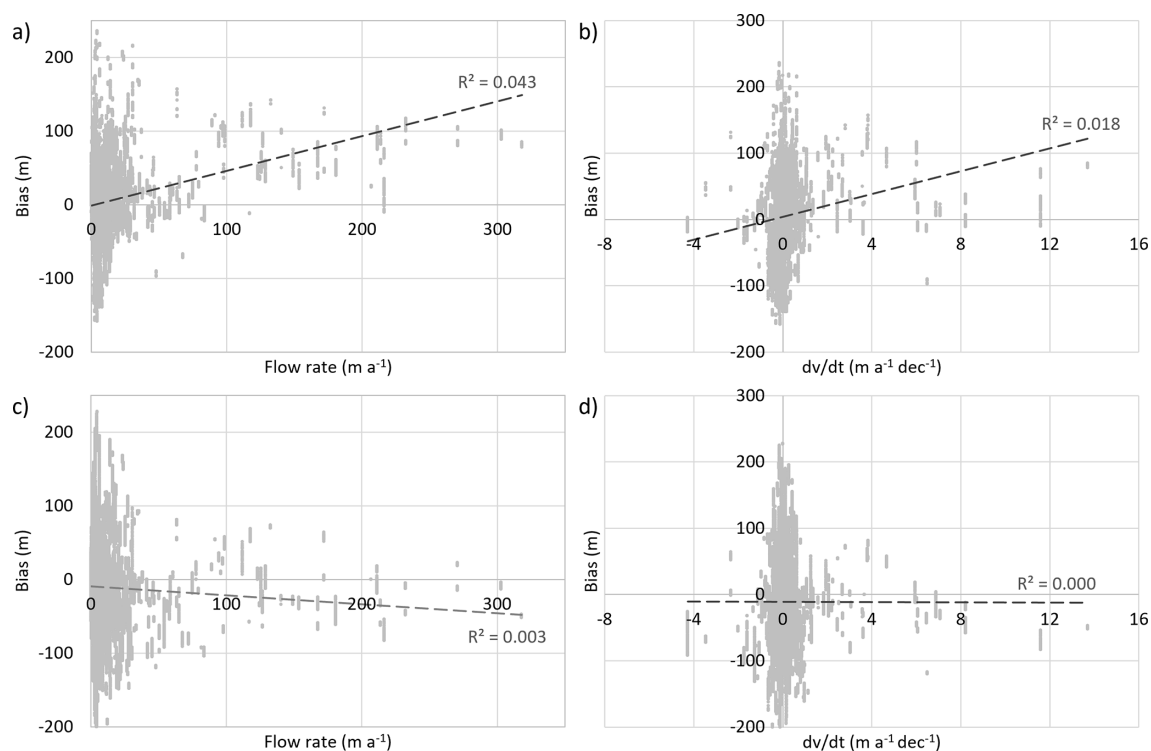 a)
200
100
0
-100
-200
0
100
200
300
Bias (m)
Flow rate (m a⁻¹)
R² = 0.043
b)
300
200
100
0
-100
-200
-8
-4
0
4
8
12
16
Bias (m)
dv/dt (m a⁻¹ dec⁻¹)
R² = 0.018
c)
200
100
0
-100
-200
0
100
200
300
Bias (m)
Flow rate (m a⁻¹)
R² = 0.003
d)
300
200
100
0
-100
-200
-8
-4
0
4
8
12
16
Bias (m)
dv/dt (m a⁻¹ dec⁻¹)
R² = 0.000